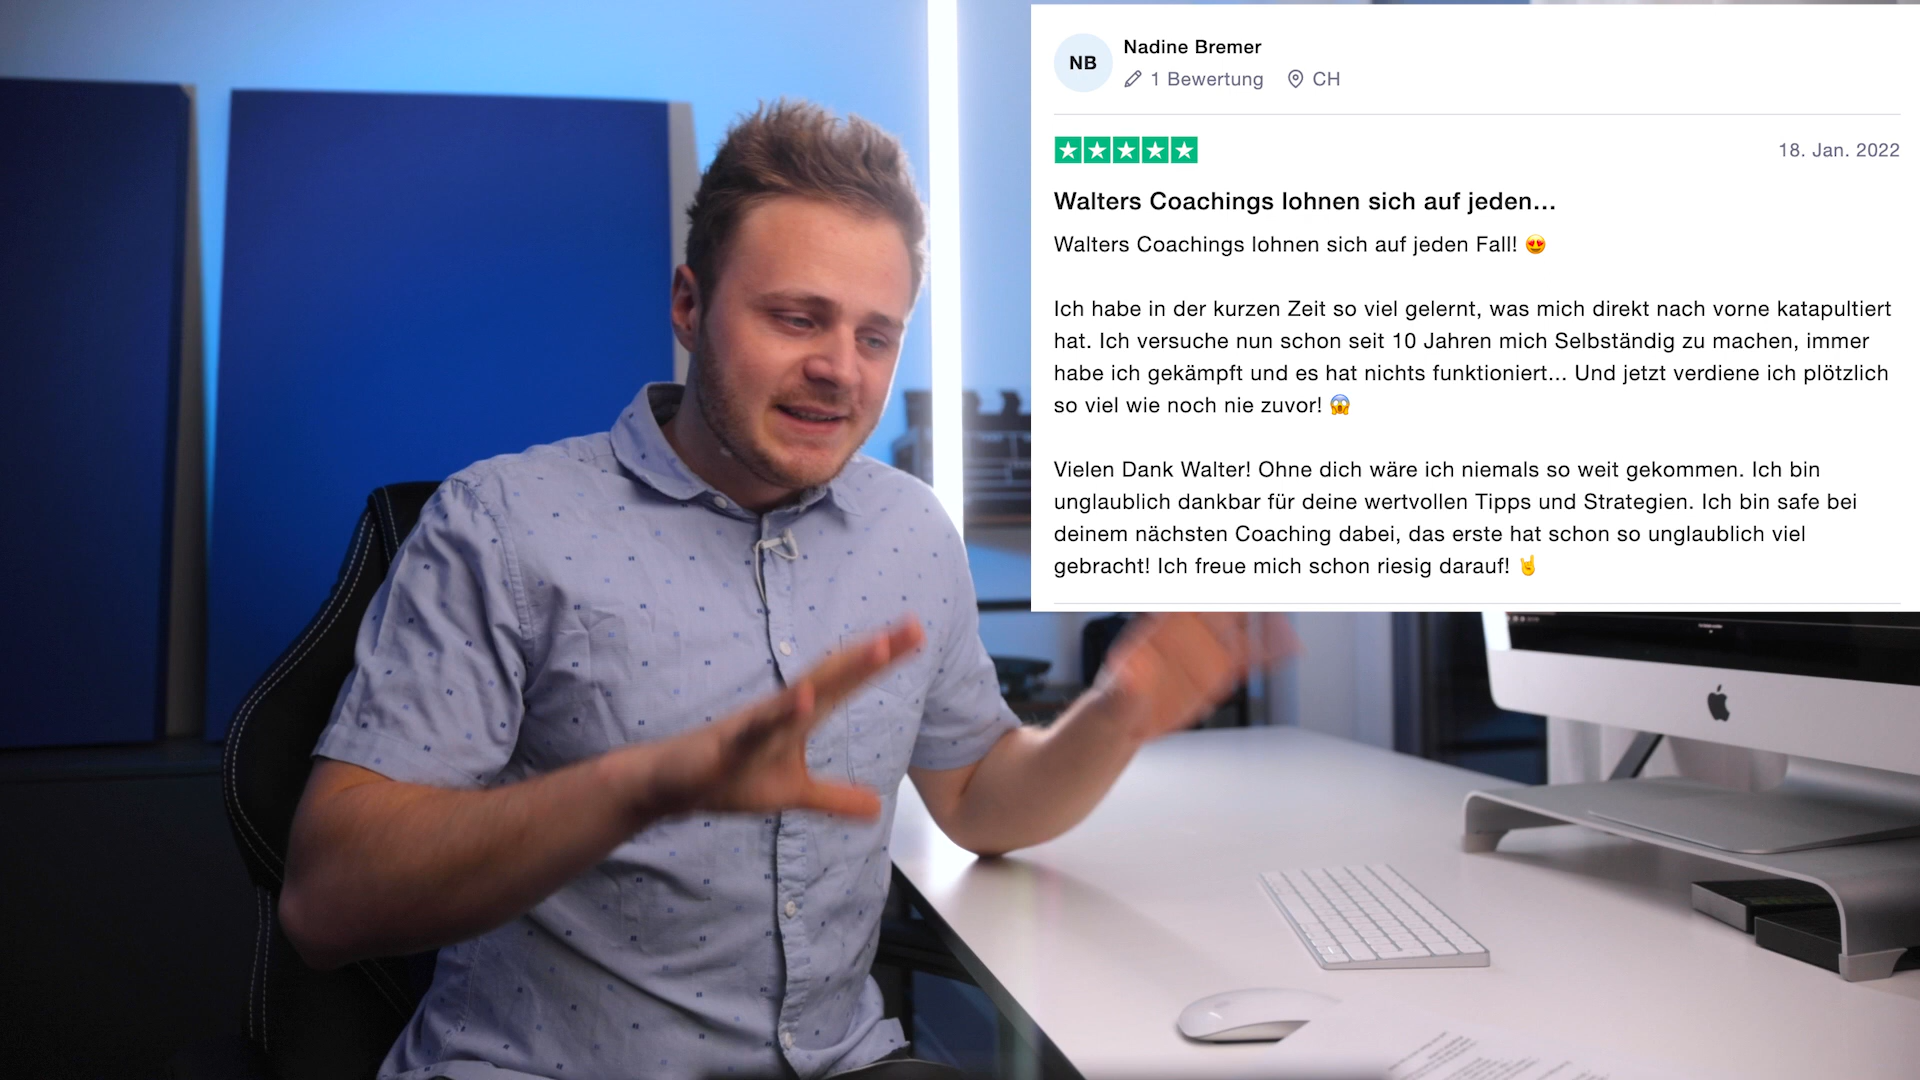 NB
Nadine Bremer
1 Bewertung CH
18. Jan. 2022
Walters Coachings lohnen sich auf jeden...
Walters Coachings lohnen sich auf jeden Fall! 😍
Ich habe in der kurzen Zeit so viel gelernt, was mich direkt nach vorne katapultiert
hat. Ich versuche nun schon seit 10 Jahren mich Selbständig zu machen, immer
habe ich gekämpft und es hat nichts funktioniert... Und jetzt verdiene ich plötzlich
so viel wie noch nie zuvor! 😱
Vielen Dank Walter! Ohne dich wäre ich niemals so weit gekommen. Ich bin
unglaublich dankbar für deine wertvollen Tipps und Strategien. Ich bin safe bei
deinem nächsten Coaching dabei, das erste hat schon so unglaublich viel
gebracht! Ich freue mich schon riesig darauf! 🤘